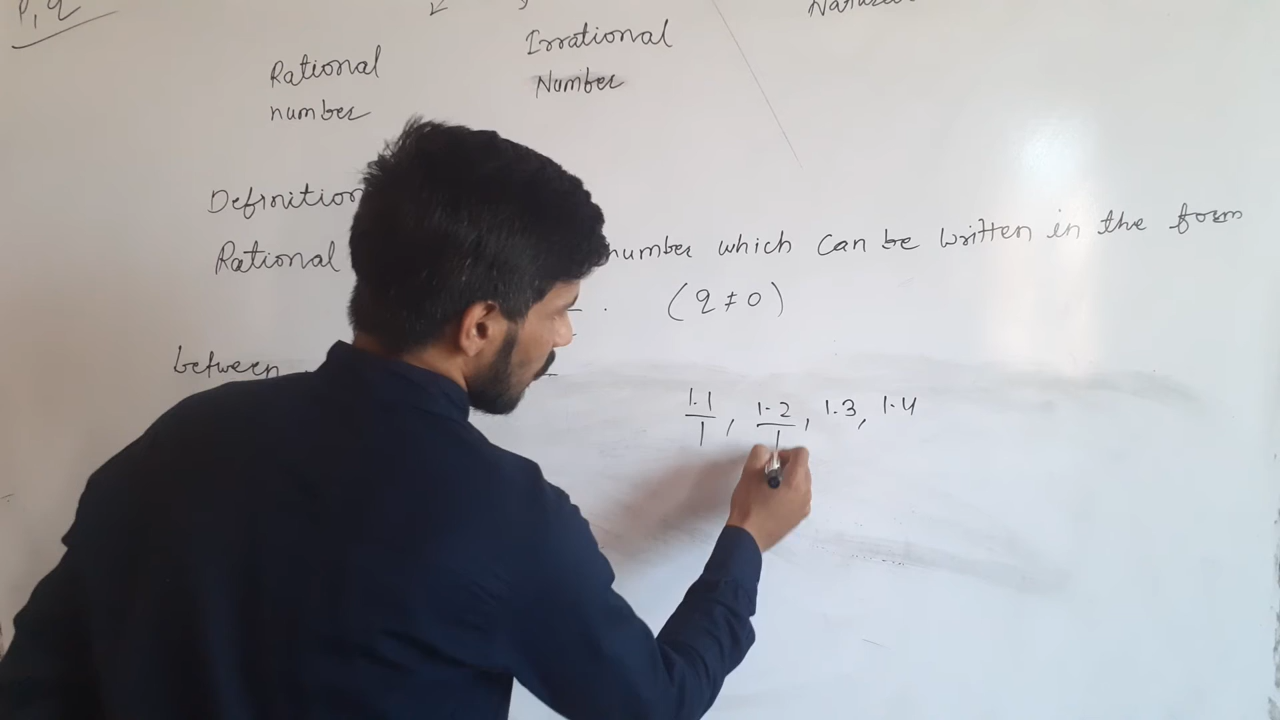 P, q
Rational
number
Irrational
Number
Definition
Rational number which can be written in the form
(q ≠ 0)
between
1.1/1, 1.2/1, 1.3, 1.4